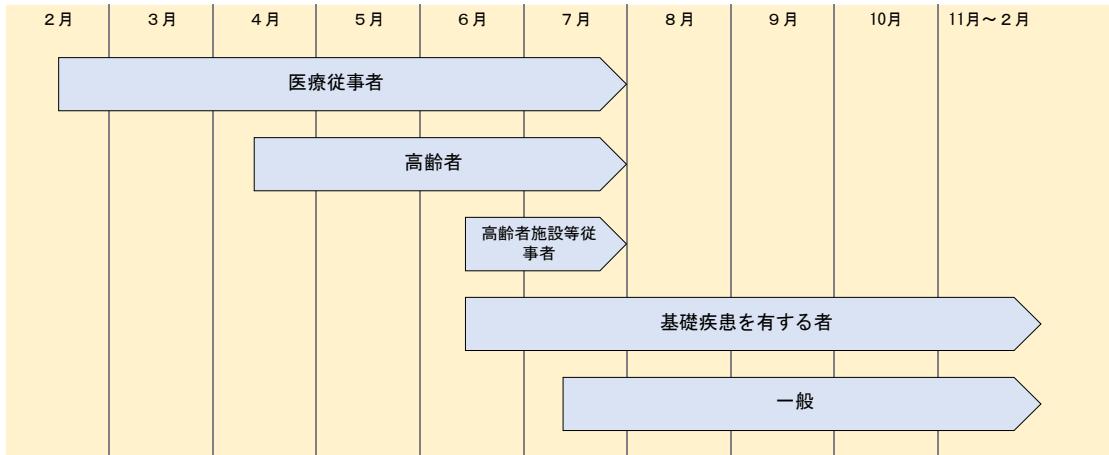 ２月 ３月 ４月 ５月 ６月 ７月 ８月 ９月 10月 11月～２月
医療従事者
高齢者
高齢者施設等従
事者
基礎疾患を有する者
一般